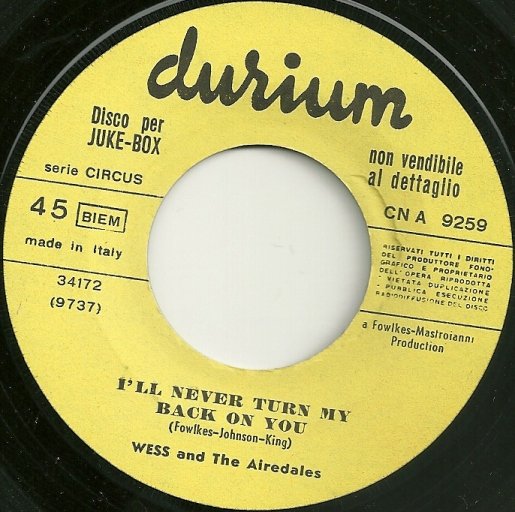 durium
Disco per
JUKE-BOX
serie CIRCUS
non vendibile
al dettaglio
CN A 9259
45 BIEM
made in Italy
34172
(9737)
RISERVATI TUTTI I DIRITTI
DEL PRODUTTORE FONO-
GRAFICO E PROPRIETARIO
DELL'OPERA RIPRODOTTA
- VIETATA DUPLICAZIONE
- PUBBLICA ESECUZIONE
RADIODIFFUSIONE DEL DISCO
a Fowlkes-Mastroianni
Production
I'LL NEVER TURN MY
BACK ON YOU
(Fowlkes-Johnson-King)
WESS and The Airedales